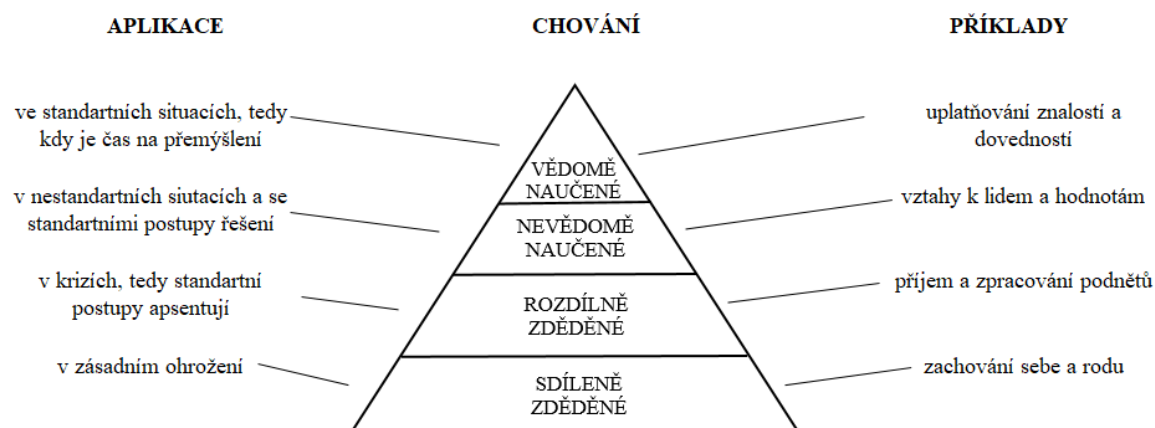 APLIKACE
CHOVÁNÍ
PŘÍKLADY
ve standartních situacích, tedy
kdy je čas na přemýšlení
VĚDOMĚ
NAUČENÉ
uplatňování znalostí a
dovedností
v nestandartních siutacích a se
standartními postupy řešení
NEVĚDOMĚ
NAUČENÉ
vztahy k lidem a hodnotám
v krizích, tedy standartní
postupy apsentují
ROZDÍLNĚ
ZDĚDĚNÉ
příjem a zpracování podnětů
v zásadním ohrožení
SDÍLENĚ
ZDĚDĚNÉ
zachování sebe a rodu